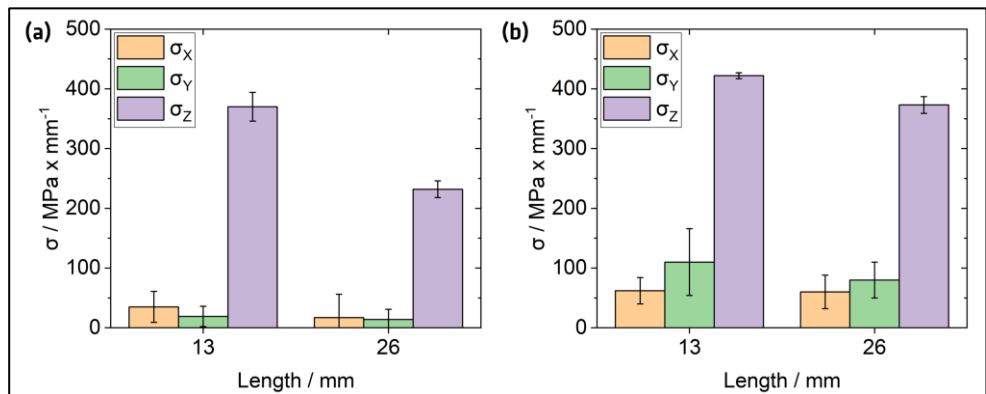 (a)
500
400
300
200
100
0
σ / MPa x mm⁻¹
σX
σY
σZ
13
26
Length / mm
(b)
500
400
300
200
100
0
σ / MPa x mm⁻¹
σX
σY
σZ
13
26
Length / mm